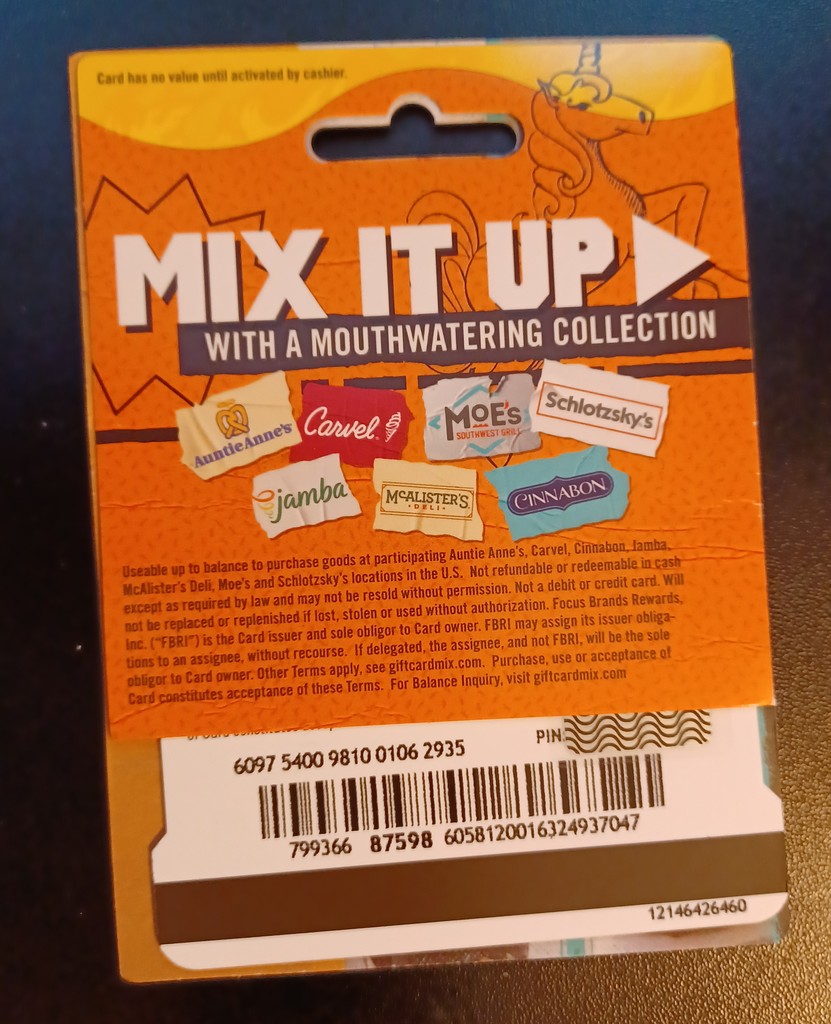 Card has no value until activated by cashier.
MIX IT UP
WITH A MOUTHWATERING COLLECTION
AuntieAnne's
Carvel
MOE's
SOUTHWEST GRILL
Schlotzsky's
jamba
McALISTER'S
DELI
CINNABON
Useable up to balance to purchase goods at participating Auntie Anne's, Carvel, Cinnabon, Jamba,
McAlister's Deli, Moe's and Schlotzsky's locations in the U.S. Not refundable or redeemable in cash
except as required by law and may not be resold without permission. Not a debit or credit card. Will
not be replaced or replenished if lost, stolen or used without authorization. Focus Brands Rewards,
Inc. ("FBRI") is the Card issuer and sole obligor to Card owner. FBRI may assign its issuer obliga-
tions to an assignee, without recourse. If delegated, the assignee, and not FBRI, will be the sole
obligor to Card owner. Other Terms apply, see giftcardmix.com. Purchase, use or acceptance of
Card constitutes acceptance of these Terms. For Balance Inquiry, visit giftcardmix.com
6097 5400 9810 0106 2935 PIN:
799366 87598 6058120016324937047
12146426460